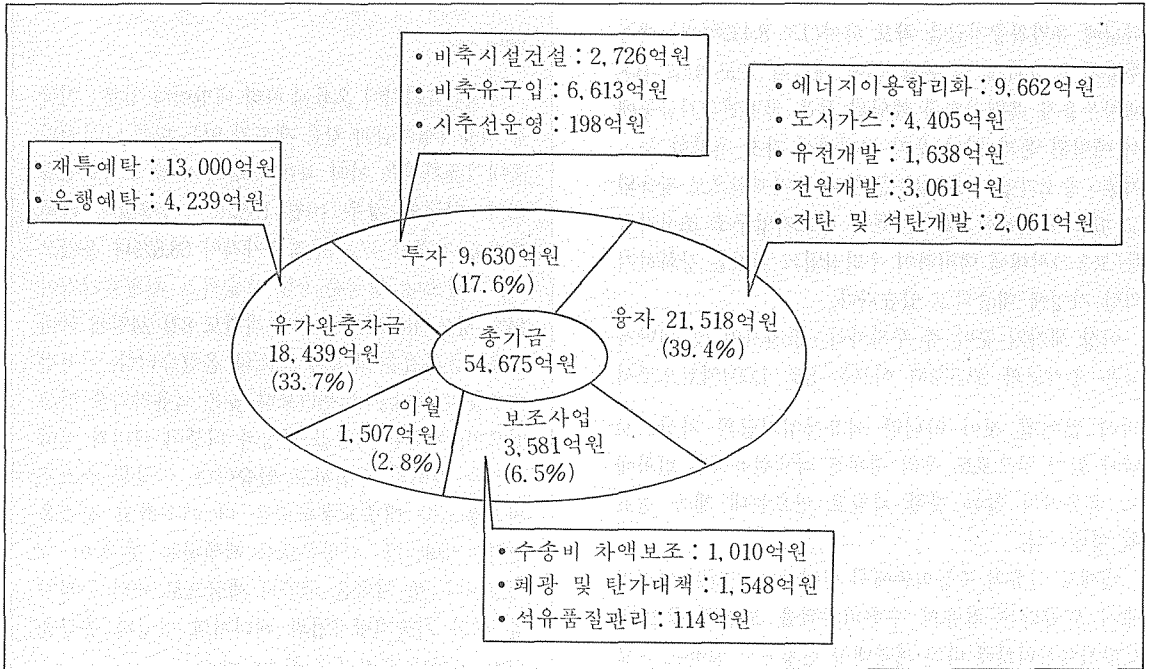 • 비축시설건설 : 2,726억원
• 비축유구입 : 6,613억원
• 시추선운영 : 198억원
• 에너지이용합리화 : 9,662억원
• 도시가스 : 4,405억원
• 유전개발 : 1,638억원
• 전원개발 : 3,061억원
• 저탄 및 석탄개발 : 2,061억원
• 재특예탁 : 13,000억원
• 은행예탁 : 4,239억원
투자 9,630억원
(17.6%)
융자 21,518억원
(39.4%)
유가완충자금
18,439억원
(33.7%)
총기금
54,675억원
이월
1,507억원
(2.8%)
보조사업
3,581억원
(6.5%)
• 수송비 차액보조 : 1,010억원
• 폐광 및 탄가대책 : 1,548억원
• 석유품질관리 : 114억원